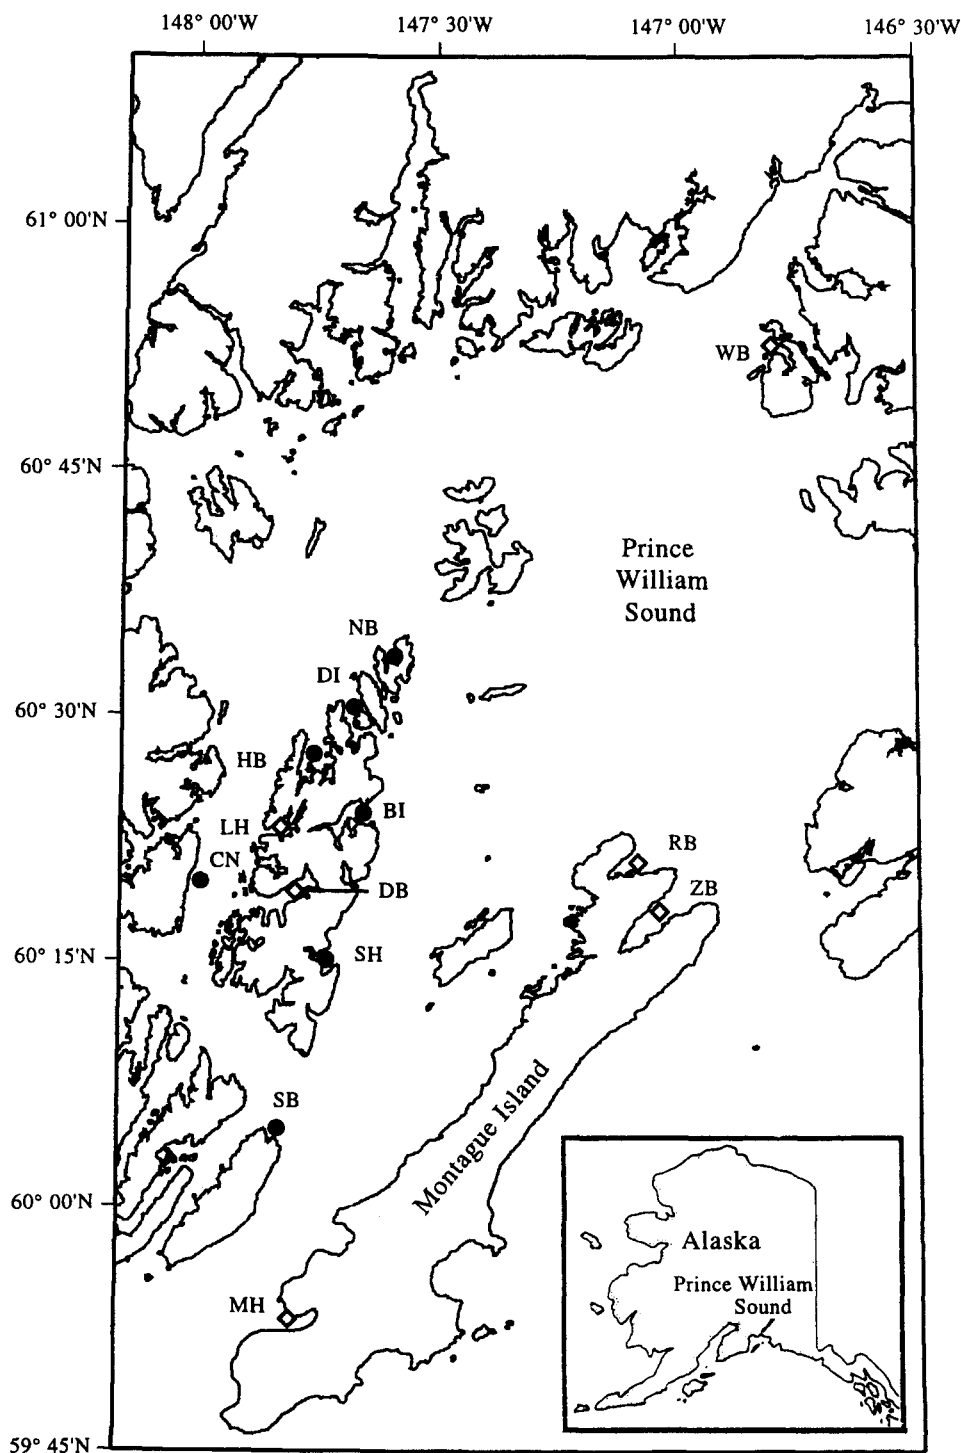 148° 00'W
147° 30'W
147° 00'W
146° 30'W
61° 00'N
WB
60° 45'N
Prince
William
Sound
NB
DI
60° 30'N
HB
BI
LH
RB
CN
ZB
DB
60° 15'N
SH
Montague Island
SB
60° 00'N
Alaska
Prince William
Sound
MH
59° 45'N